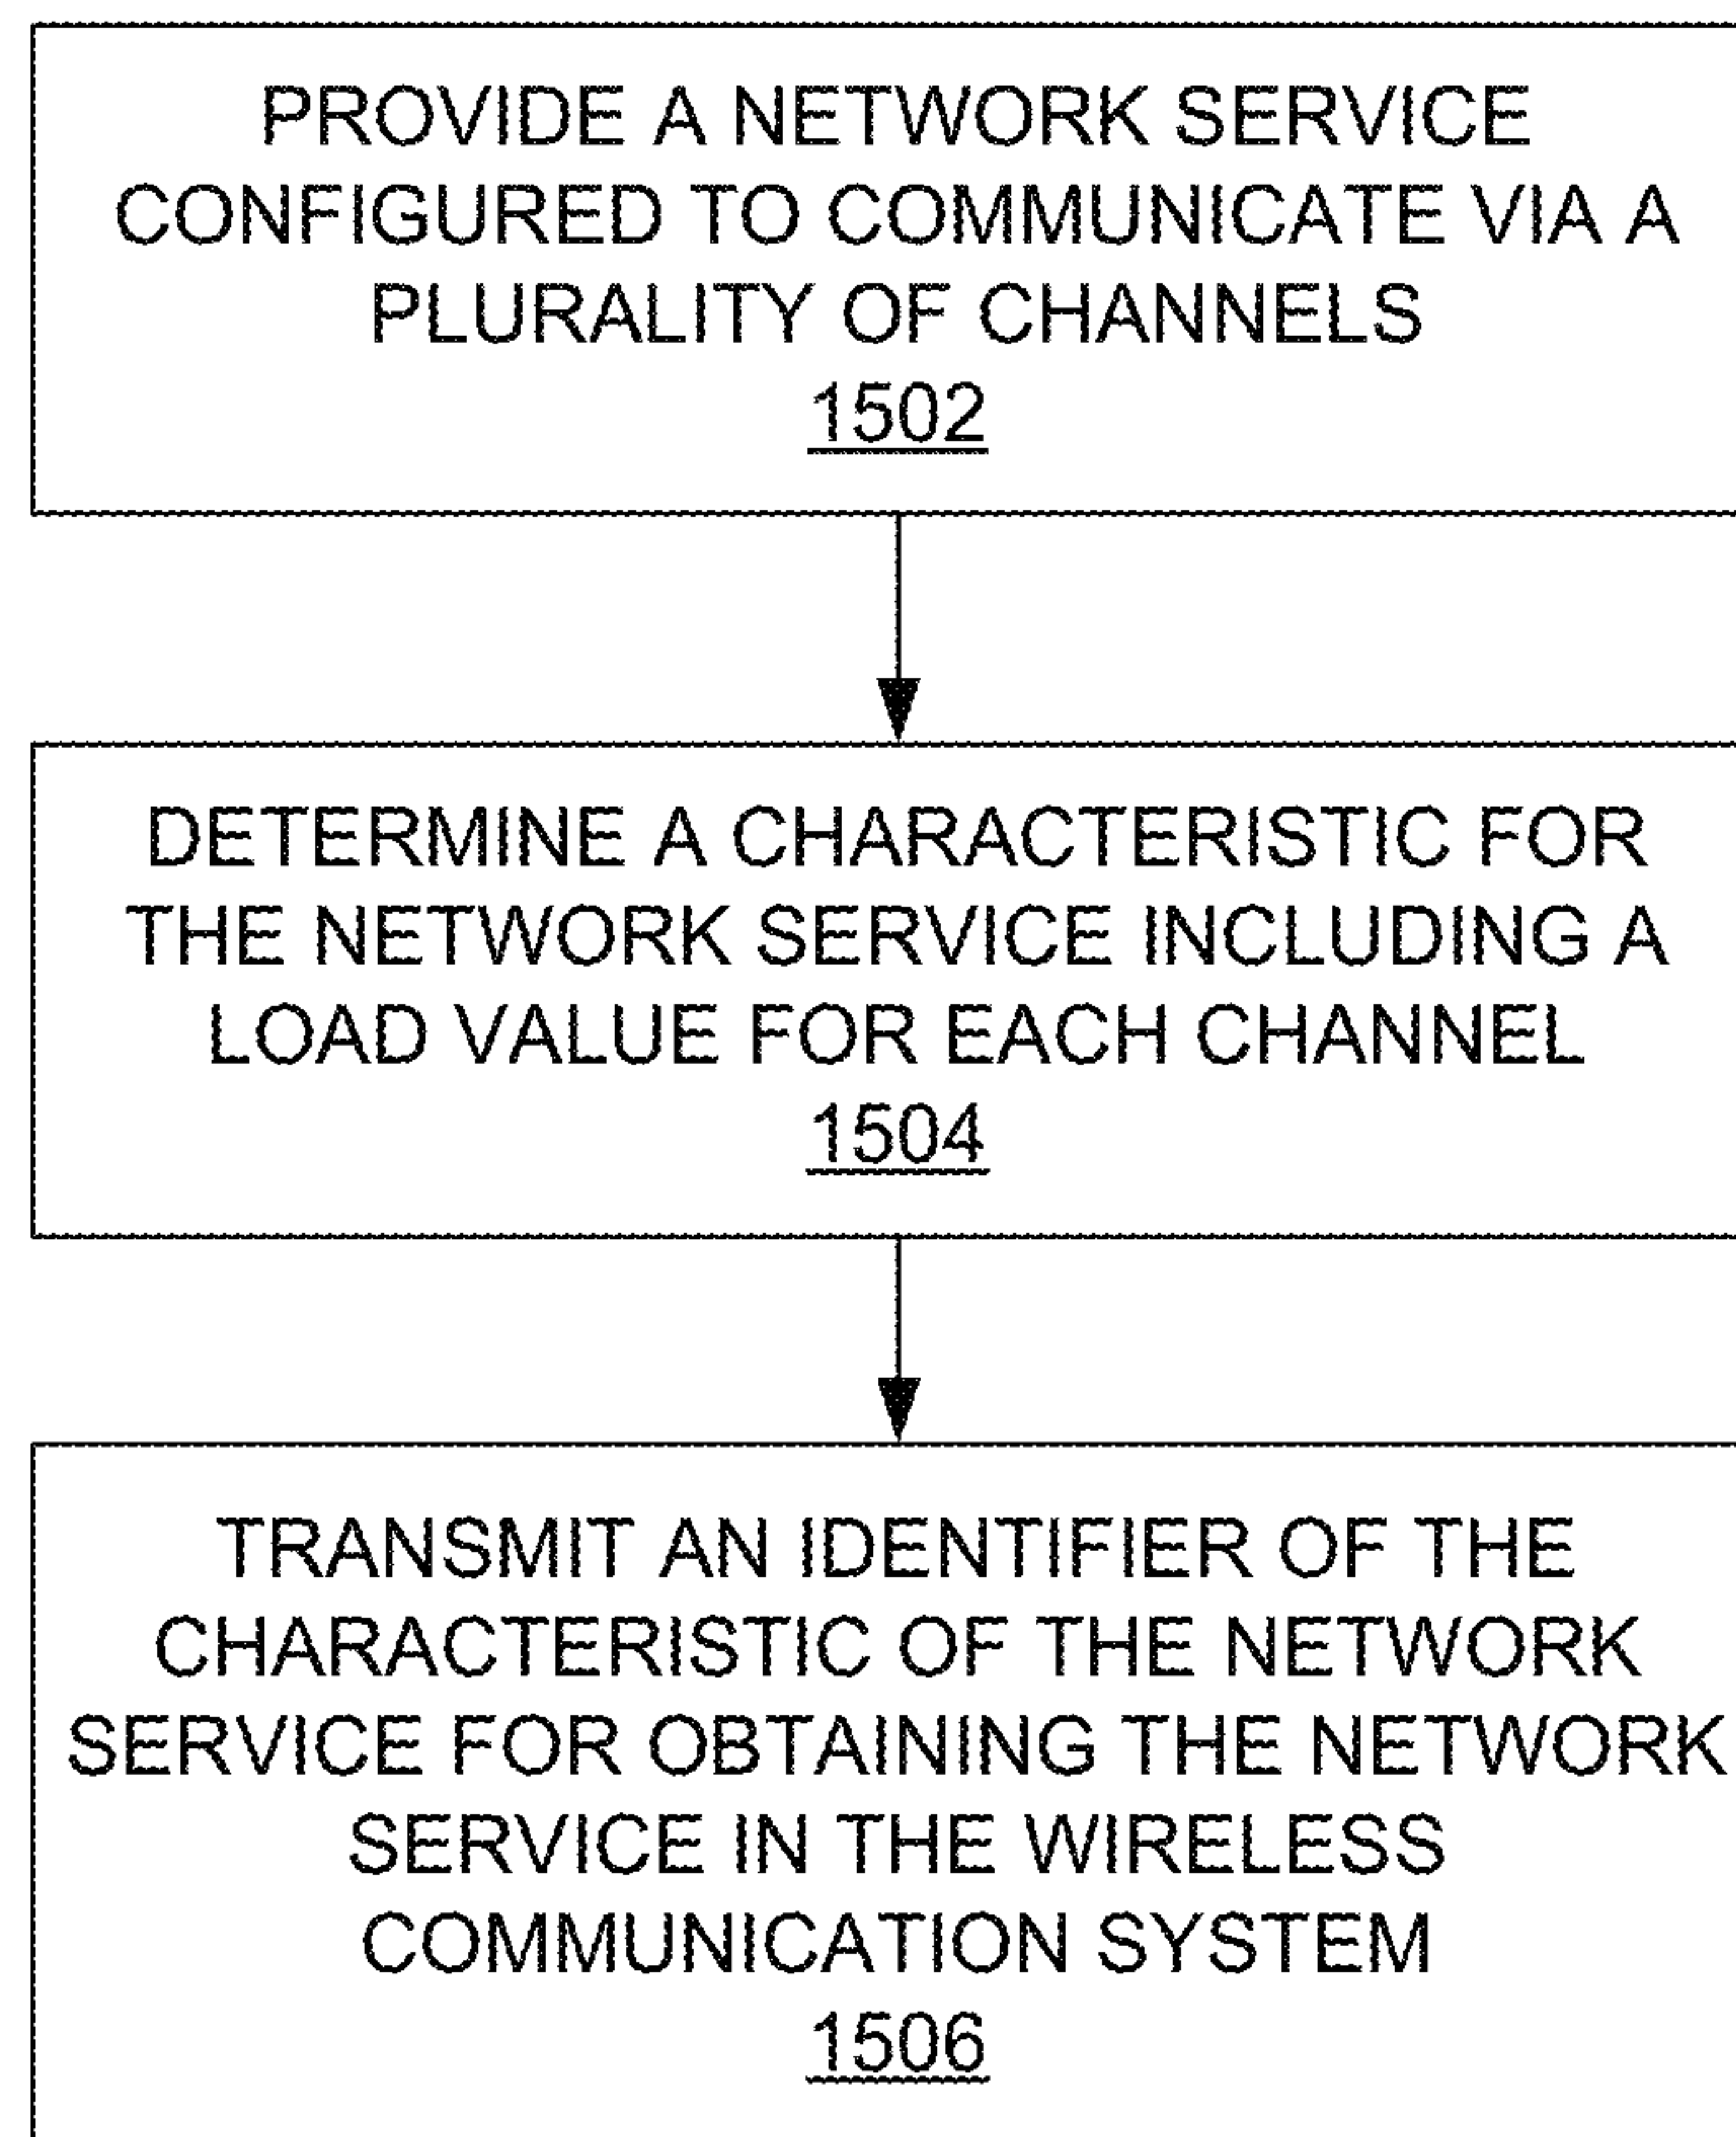 PROVIDE A NETWORK SERVICE
CONFIGURED TO COMMUNICATE VIA A
PLURALITY OF CHANNELS
1502
DETERMINE A CHARACTERISTIC FOR
THE NETWORK SERVICE INCLUDING A
LOAD VALUE FOR EACH CHANNEL
1504
TRANSMIT AN IDENTIFIER OF THE
CHARACTERISTIC OF THE NETWORK
SERVICE FOR OBTAINING THE NETWORK
SERVICE IN THE WIRELESS
COMMUNICATION SYSTEM
1506